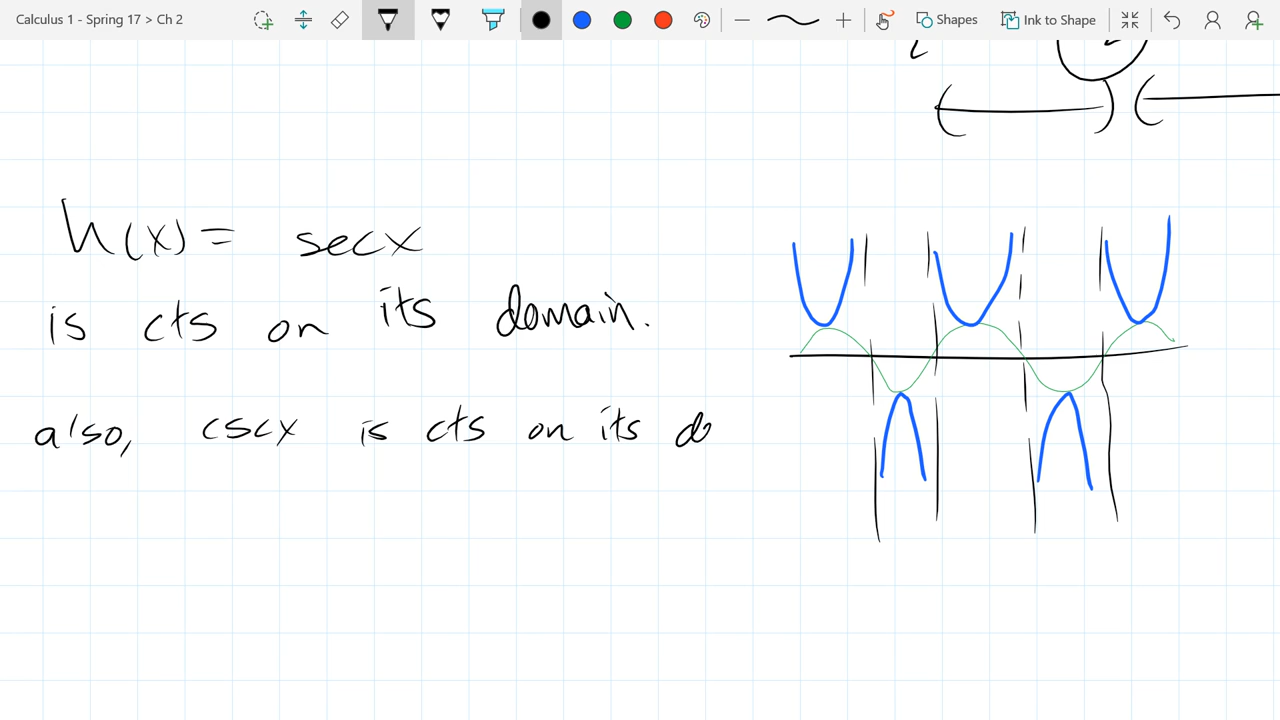 Calculus 1 - Spring 17 > Ch 2
Shapes
Ink to Shape
h(x) = secx
is cts on its domain.
also, cscx is cts on its do